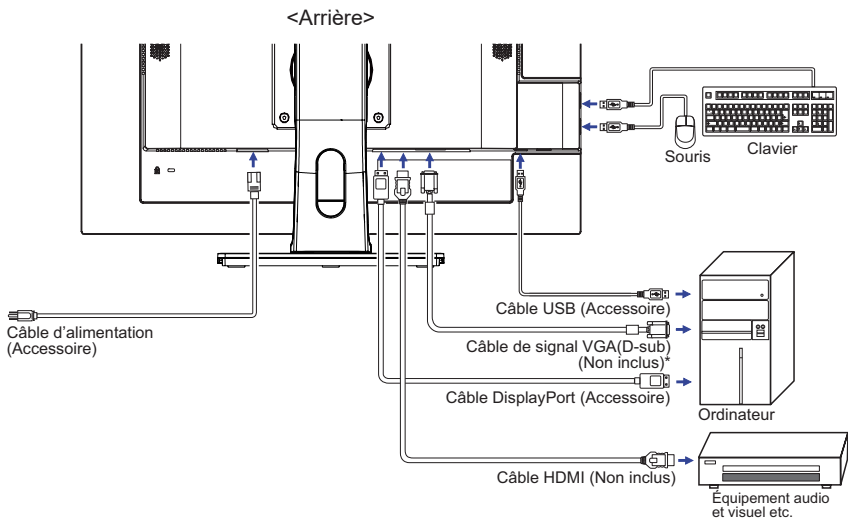 <Arrière>
Souris
Clavier
Câble USB (Accessoire)
Câble d'alimentation
(Accessoire)
Câble de signal VGA(D-sub)
(Non inclus)*
Câble DisplayPort (Accessoire)
Ordinateur
Câble HDMI (Non inclus)
Équipement audio
et visuel etc.